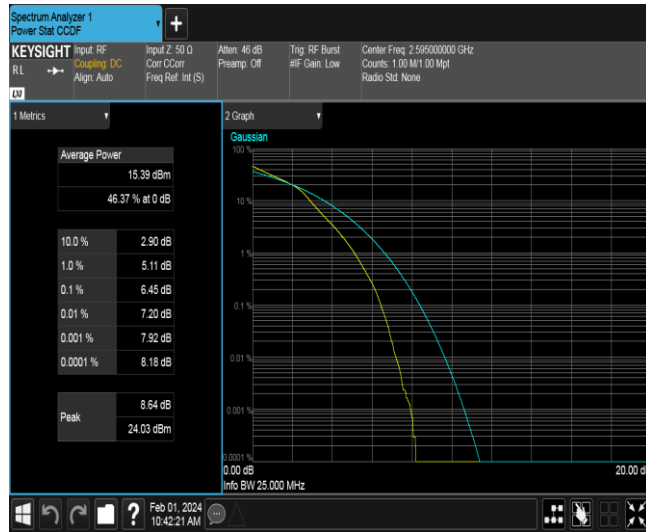 Spectrum Analyzer 1
Power Stat CCDF
+
KEYSIGHT
RL
LXI
Input: RF
Coupling: DC
Align: Auto
Input Z: 50 Ω
Corr CCorr
Freq Ref: Int (S)
Atten: 46 dB
Preamp: Off
Trig: RF Burst
#IF Gain: Low
Center Freq: 2.595000000 GHz
Counts: 1.00 M/1.00 Mpt
Radio Std: None
1 Metrics
Average Power
15.39 dBm
46.37 % at 0 dB
10.0 % 2.90 dB
1.0 % 5.11 dB
0.1 % 6.45 dB
0.01 % 7.20 dB
0.001 % 7.92 dB
0.0001 % 8.18 dB
Peak
8.64 dB
24.03 dBm
2 Graph
Gaussian
100 %
10 %
1 %
0.1 %
0.01 %
0.001 %
0.0001 %
0.00 dB
20.00 dB
Info BW 25.000 MHz
?
Feb 01, 2024
10:42:21 AM